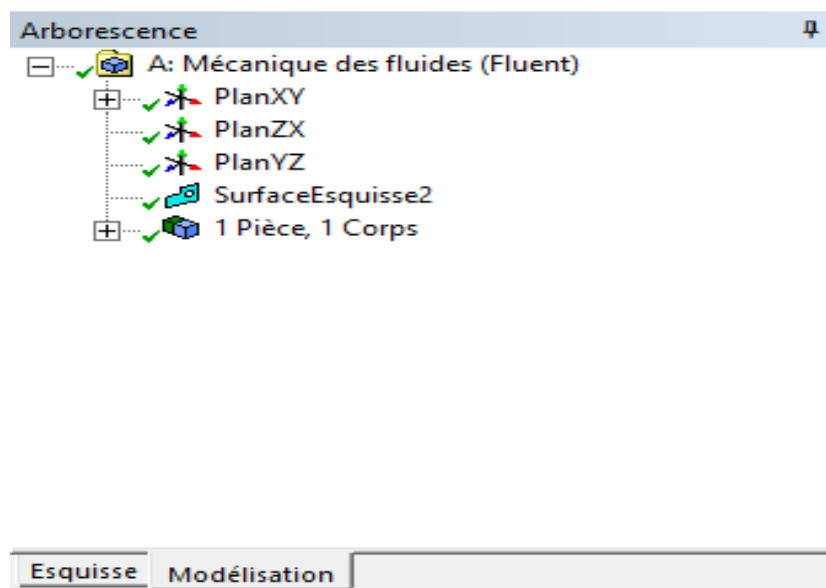 Arborescence
A: Mécanique des fluides (Fluent)
PlanXY
PlanZX
PlanYZ
SurfaceEsquisse2
1 Pièce, 1 Corps
Esquisse Modélisation